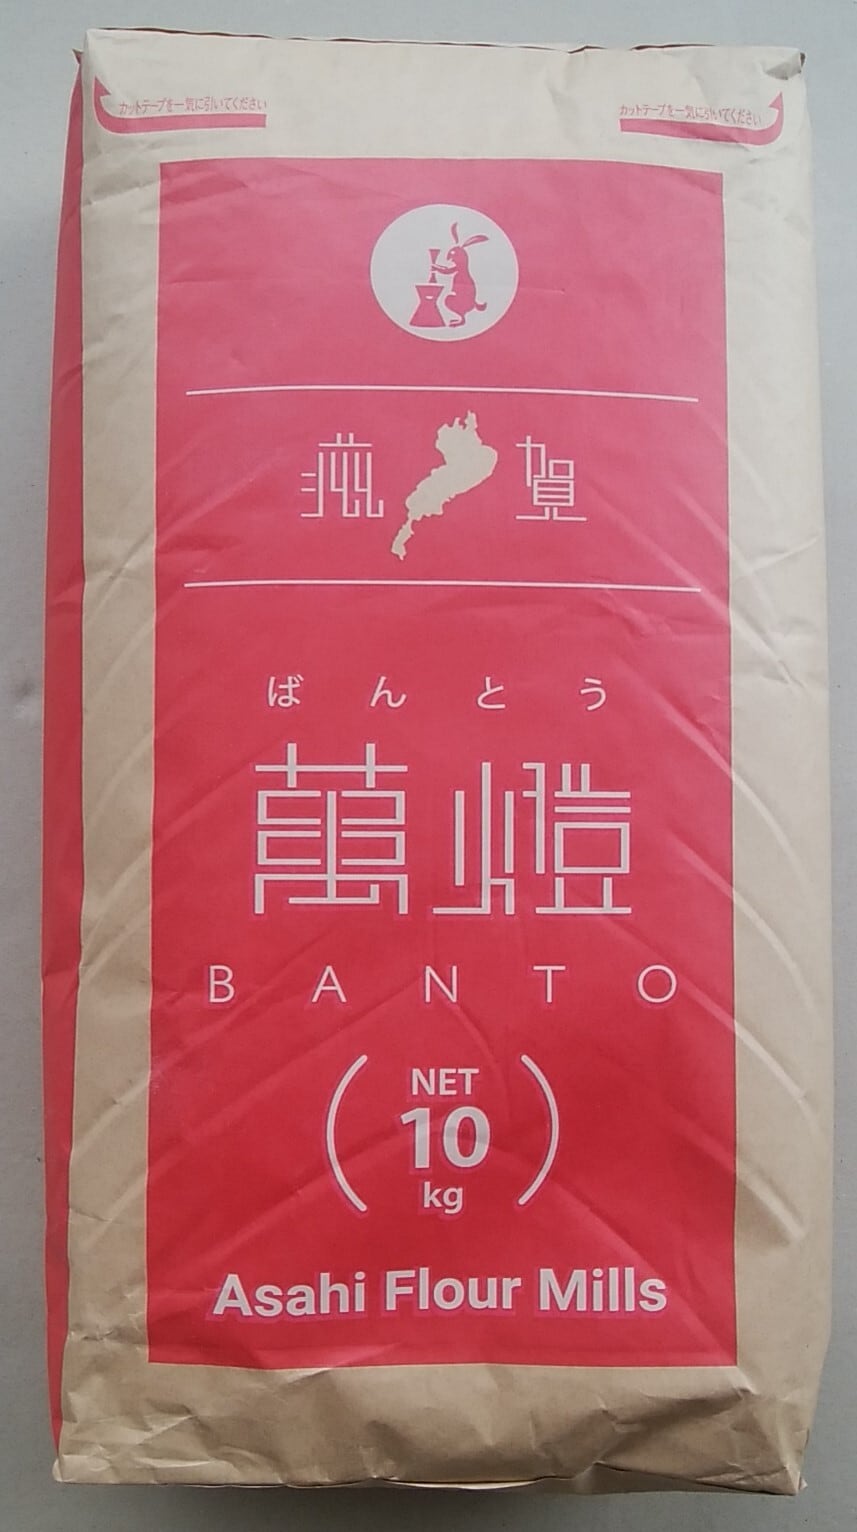 カットテープを一気に引いてください
カットテープを一気に引いてください
滋賀
ばんとう
萬燈
BANTO
NET
10
kg
Asahi Flour Mills